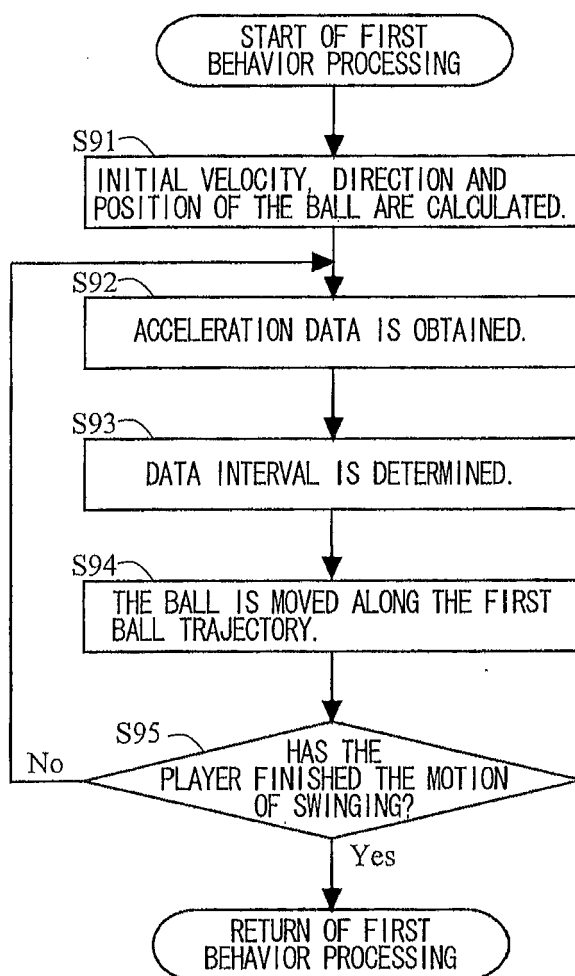 START OF FIRST
BEHAVIOR PROCESSING
S91
INITIAL VELOCITY, DIRECTION AND
POSITION OF THE BALL ARE CALCULATED.
S92
ACCELERATION DATA IS OBTAINED.
S93
DATA INTERVAL IS DETERMINED.
S94
THE BALL IS MOVED ALONG THE FIRST
BALL TRAJECTORY.
S95
HAS THE
PLAYER FINISHED THE MOTION
OF SWINGING?
No
Yes
RETURN OF FIRST
BEHAVIOR PROCESSING